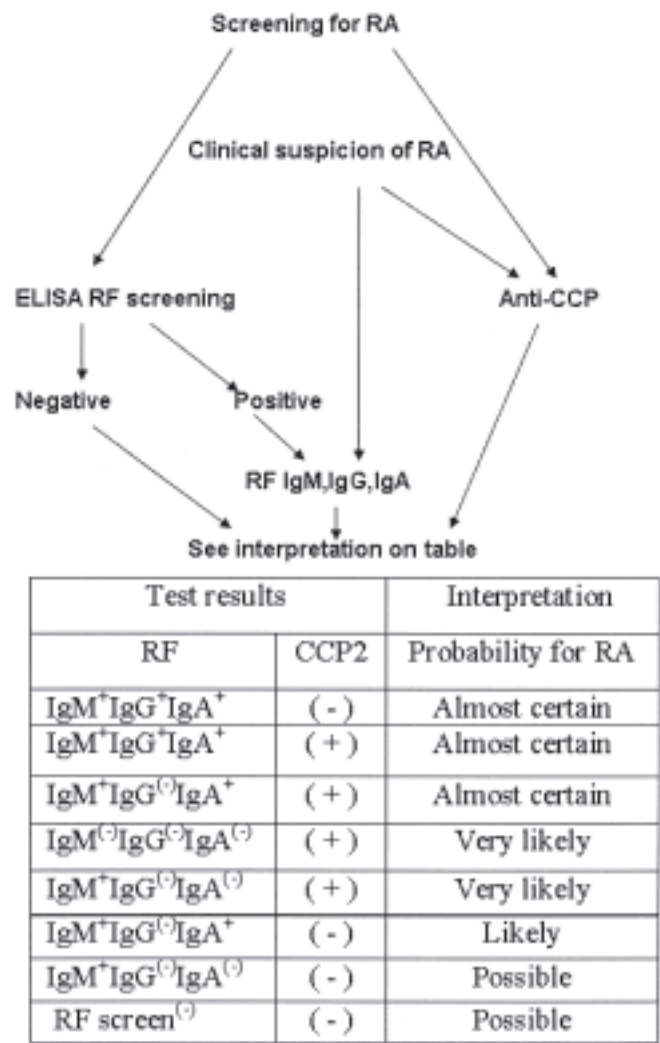 Screening for RA
Clinical suspicion of RA
ELISA RF screening Anti-CCP
Negative Positive
RF IgM,IgG,IgA
See interpretation on table
Test results Interpretation
RF CCP2 Probability for RA
IgM⁺IgG⁺IgA⁺ ( - ) Almost certain
IgM⁺IgG⁺IgA⁺ ( + ) Almost certain
IgM⁺IgG⁽⁻⁾IgA⁺ ( + ) Almost certain
IgM⁽⁻⁾IgG⁽⁻⁾IgA⁽⁻⁾ ( + ) Very likely
IgM⁺IgG⁽⁻⁾IgA⁽⁻⁾ ( + ) Very likely
IgM⁺IgG⁽⁻⁾IgA⁺ ( - ) Likely
IgM⁺IgG⁽⁻⁾IgA⁽⁻⁾ ( - ) Possible
RF screen⁽⁻⁾ ( - ) Possible